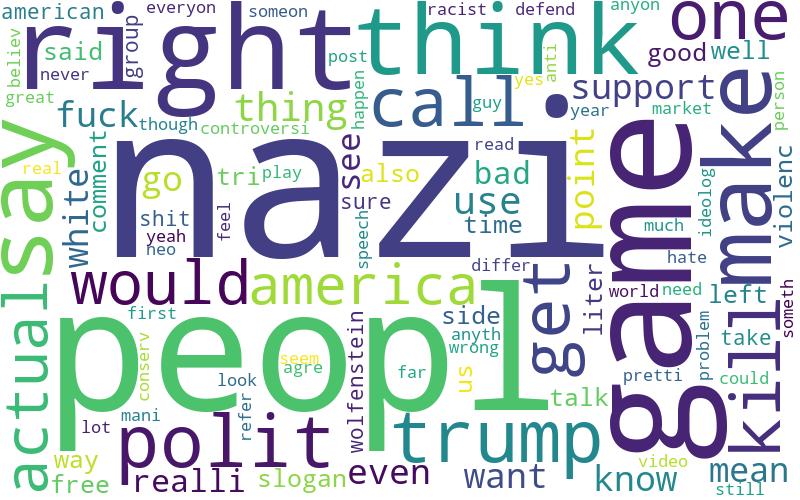 american
everyon
someon
racist
defend
anyon
one
right
think
believ
said
group
never
post
good
well
great
fuck
thing
call
happen
guy
yes
anti
support
year
market
person
though
controversi
nazi
see
read
point
game
make
violenc
say
real
comment
white
go
tri
play
also
bad
use
sure
shit
yeah
neo
feel
speech
time
much
ideolog
hate
would
america
differ
get
liter
world
need
left
someth
actual
peopl
first
side
anyth
wrong
wolfenstein
conserv
seem
agre
far
look
us
take
problem
pretti
could
kill
talk
mani
refer
lot
polit
trump
way
free
realli
slogan
even
want
know
video
mean
still